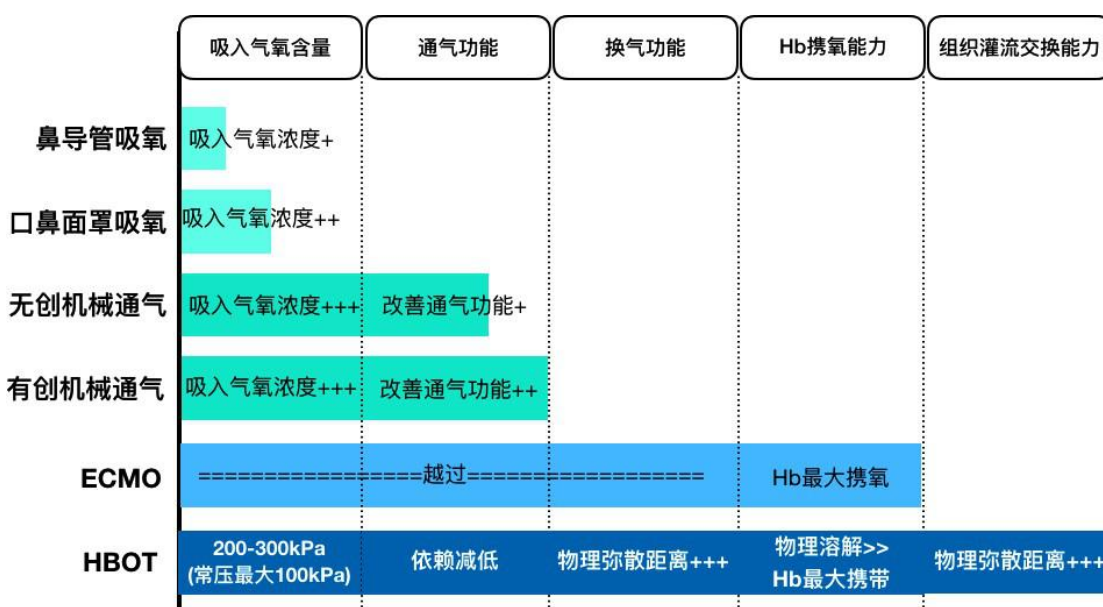 吸入气氧含量
通气功能
换气功能
Hb携氧能力
组织灌流交换能力
鼻导管吸氧
吸入气氧浓度+
口鼻面罩吸氧
吸入气氧浓度++
无创机械通气
吸入气氧浓度+++
改善通气功能+
有创机械通气
吸入气氧浓度+++
改善通气功能++
ECMO
=================越过==================
Hb最大携氧
HBOT
200-300kPa
(常压最大100kPa)
依赖减低
物理弥散距离+++
物理溶解>>
Hb最大携带
物理弥散距离+++